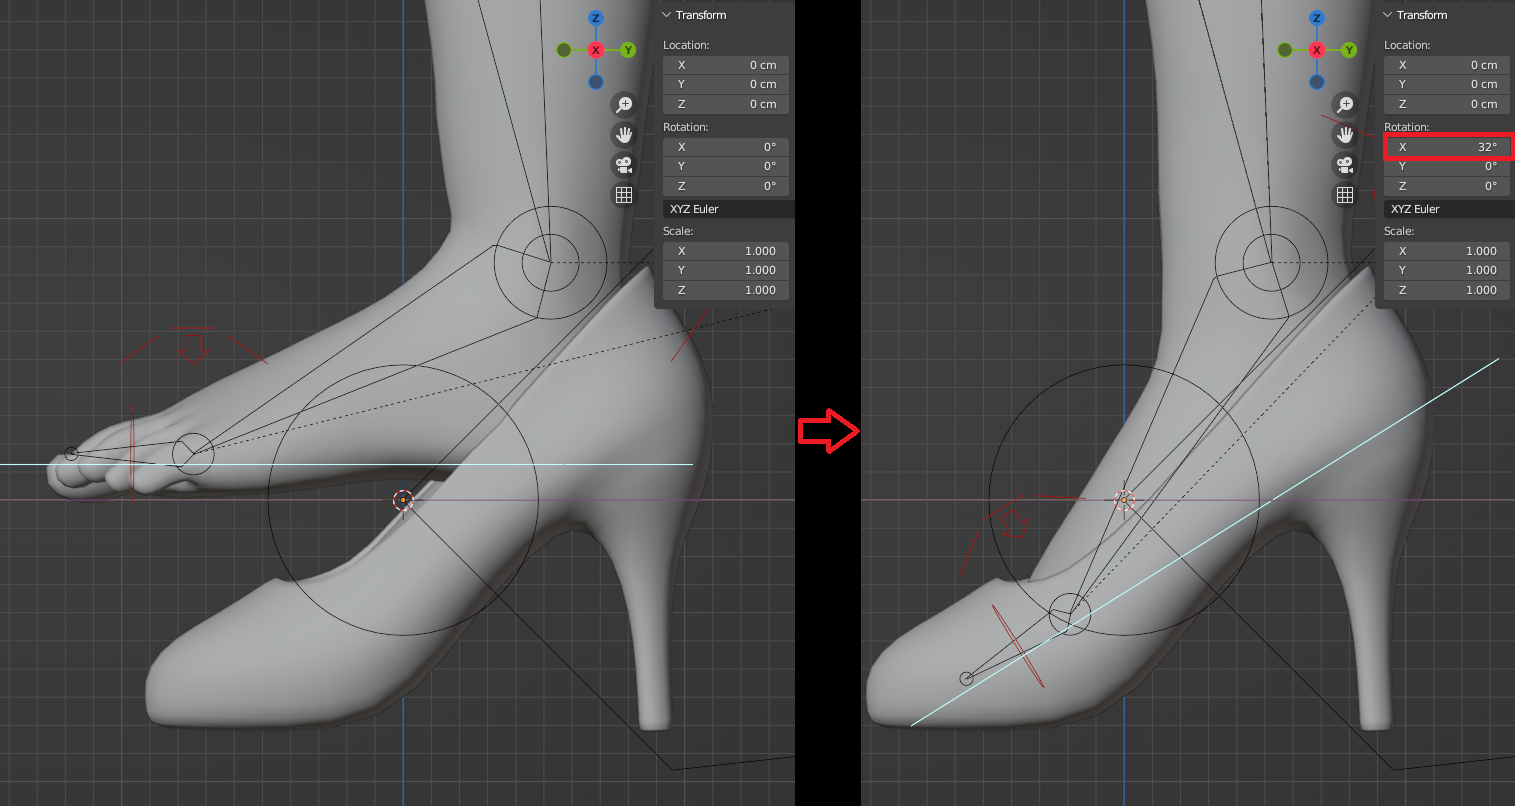 Transform
Location:
X 0 cm
Y 0 cm
Z 0 cm
Rotation:
X 0°
Y 0°
Z 0°
XYZ Euler
Scale:
X 1.000
Y 1.000
Z 1.000
Z
X Y
Transform
Location:
X 0 cm
Y 0 cm
Z 0 cm
Rotation:
X 32°
Y 0°
Z 0°
XYZ Euler
Scale:
X 1.000
Y 1.000
Z 1.000
Z
X Y